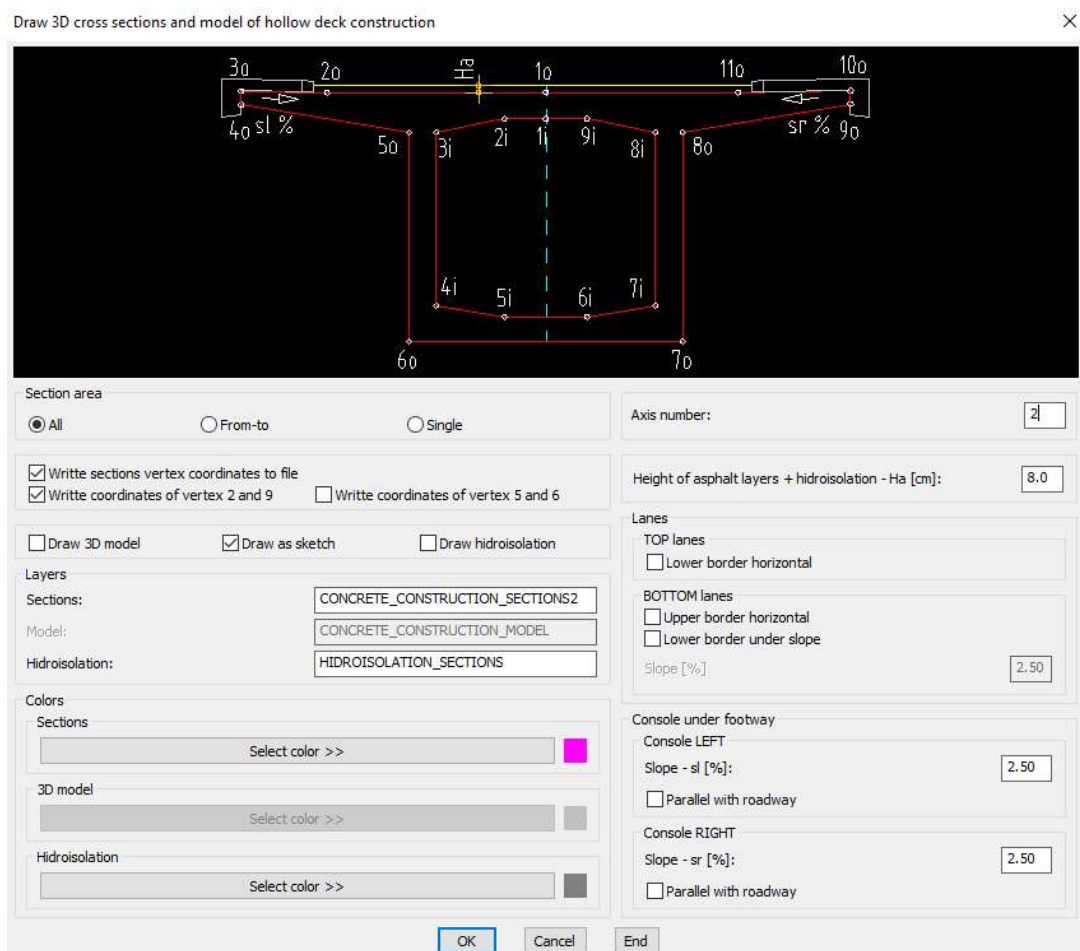 Draw 3D cross sections and model of hollow deck construction
3o 2o Ha 1o 11o 10o
4o sl % sr % 9o
5o 3i 2i 1i 9i 8i 8o
4i 5i 6i 7i
6o 7o
Section area
All From-to Single
Axis number: 2
Writte sections vertex coordinates to file
Writte coordinates of vertex 2 and 9 Writte coordinates of vertex 5 and 6
Height of asphalt layers + hidroisolation - Ha [cm]: 8.0
Draw 3D model Draw as sketch Draw hidroisolation
Layers
Sections: CONCRETE_CONSTRUCTION_SECTIONS2
Model: CONCRETE_CONSTRUCTION_MODEL
Hidroisolation: HIDROISOLATION_SECTIONS
Lanes
TOP lanes
Lower border horizontal
BOTTOM lanes
Upper border horizontal
Lower border under slope
Slope [%] 2.50
Colors
Sections
Select color >>
3D model
Select color >>
Hidroisolation
Select color >>
Console under footway
Console LEFT
Slope - sl [%]: 2.50
Parallel with roadway
Console RIGHT
Slope - sr [%]: 2.50
Parallel with roadway
OK Cancel End